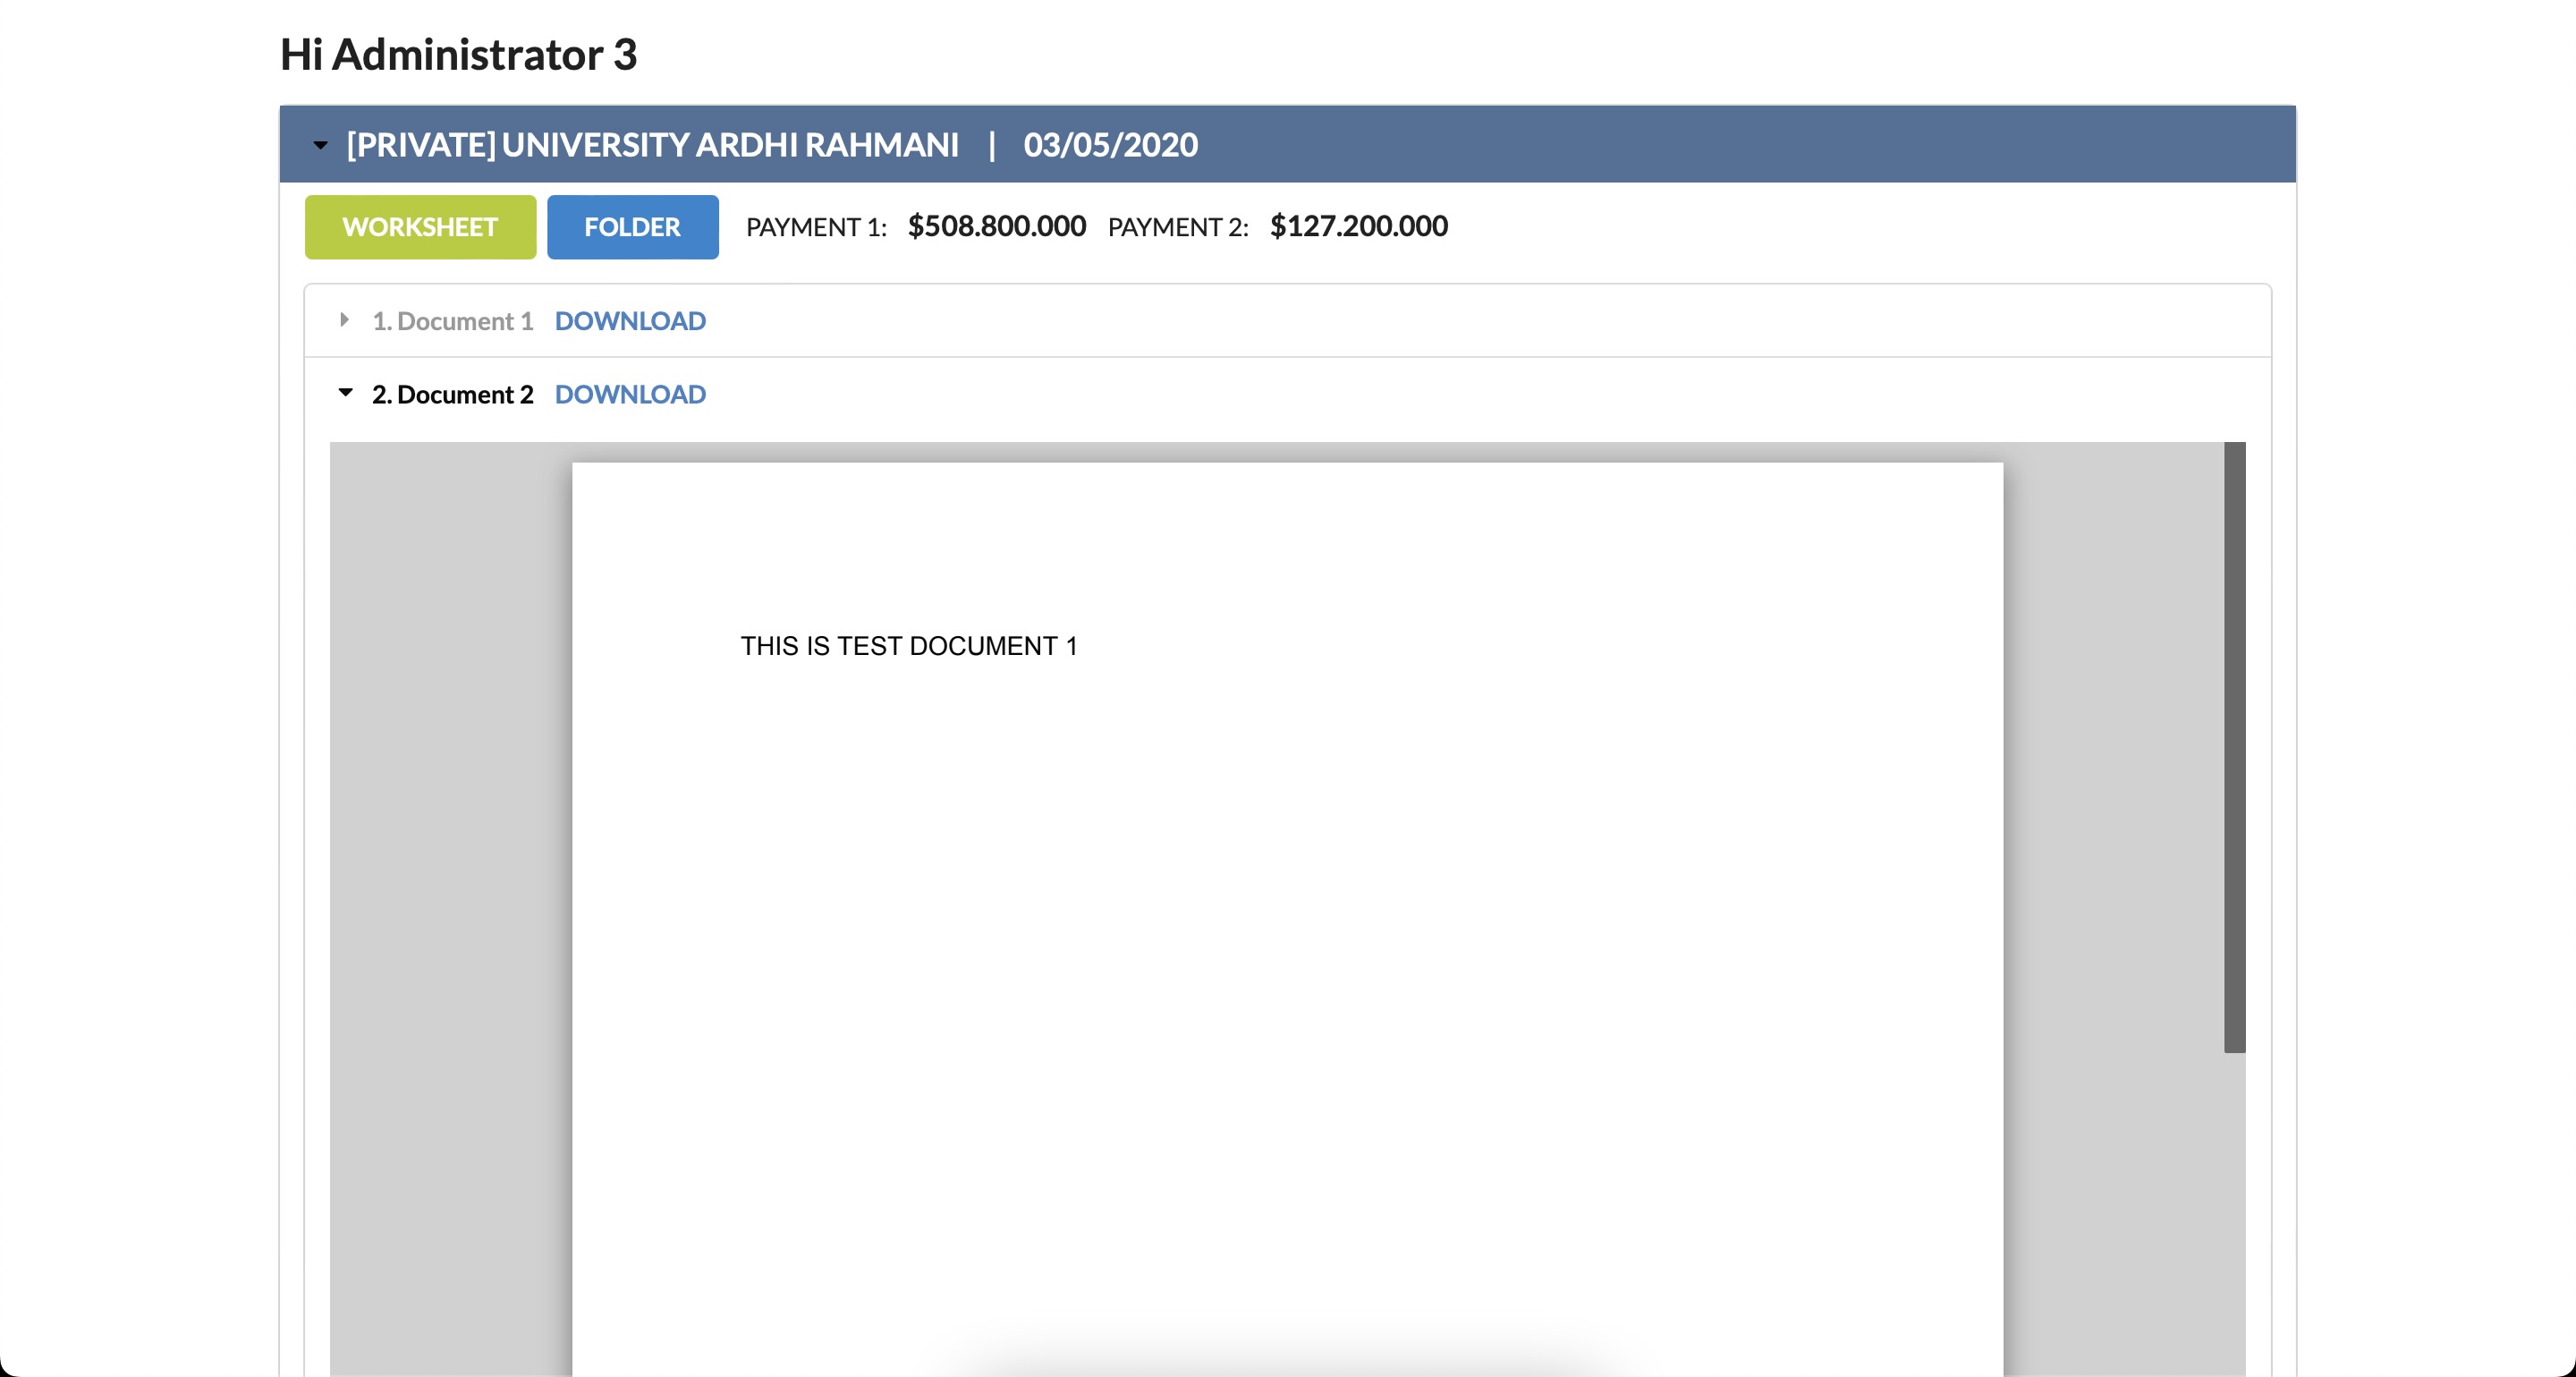 Hi Administrator 3
[PRIVATE] UNIVERSITY ARDHI RAHMANI | 03/05/2020
WORKSHEET FOLDER PAYMENT 1: $508.800.000 PAYMENT 2: $127.200.000
1. Document 1 DOWNLOAD
2. Document 2 DOWNLOAD
THIS IS TEST DOCUMENT 1